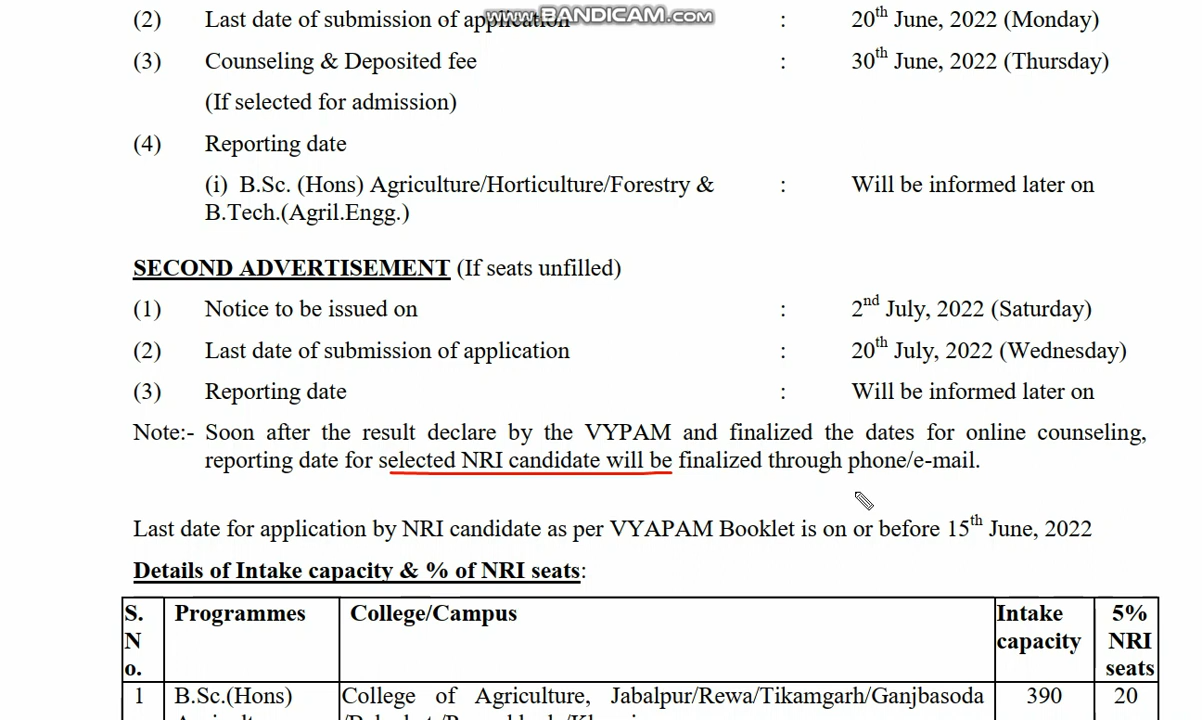 www.BANDICAM.com
(2) Last date of submission of application : 20th June, 2022 (Monday)
(3) Counseling & Deposited fee : 30th June, 2022 (Thursday)
(If selected for admission)
(4) Reporting date
(i) B.Sc. (Hons) Agriculture/Horticulture/Forestry & : Will be informed later on
B.Tech.(Agril.Engg.)
SECOND ADVERTISEMENT (If seats unfilled)
(1) Notice to be issued on : 2nd July, 2022 (Saturday)
(2) Last date of submission of application : 20th July, 2022 (Wednesday)
(3) Reporting date : Will be informed later on
Note:- Soon after the result declare by the VYPAM and finalized the dates for online counseling,
reporting date for selected NRI candidate will be finalized through phone/e-mail.
Last date for application by NRI candidate as per VYAPAM Booklet is on or before 15th June, 2022
Details of Intake capacity & % of NRI seats:
S. Programmes College/Campus Intake 5%
N capacity NRI
o. seats
1 B.Sc.(Hons) College of Agriculture, Jabalpur/Rewa/Tikamgarh/Ganjbasoda 390 20